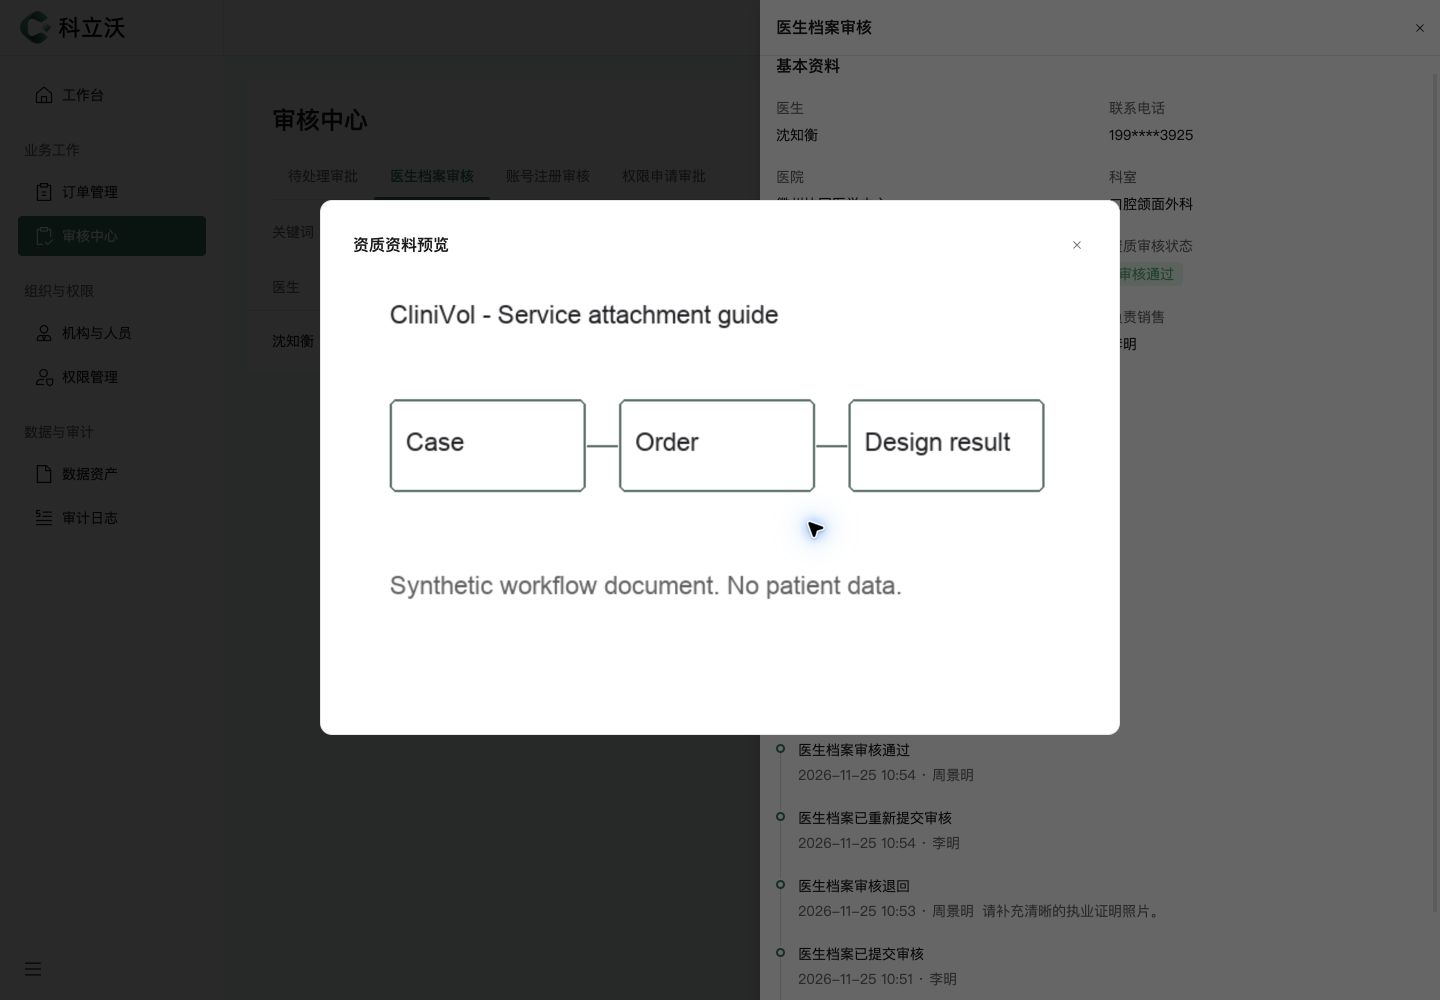 科立沃
工作台
业务工作
订单管理
审核中心
组织与权限
机构与人员
权限管理
数据与审计
数据资产
审计日志
审核中心
待处理审批 医生档案审核 账号注册审核 权限申请审批
关键词
医生
沈知衡
医生档案审核
基本资料
医生 联系电话
沈知衡 199****3925
医院 科室
口腔颌面外科
质审核状态
审核通过
责销售
李明
资质资料预览
CliniVol - Service attachment guide
Case Order Design result
Synthetic workflow document. No patient data.
医生档案审核通过
2026-11-25 10:54 · 周景明
医生档案已重新提交审核
2026-11-25 10:54 · 李明
医生档案审核退回
2026-11-25 10:53 · 周景明 请补充清晰的执业证明照片。
医生档案已提交审核
2026-11-25 10:51 · 李明